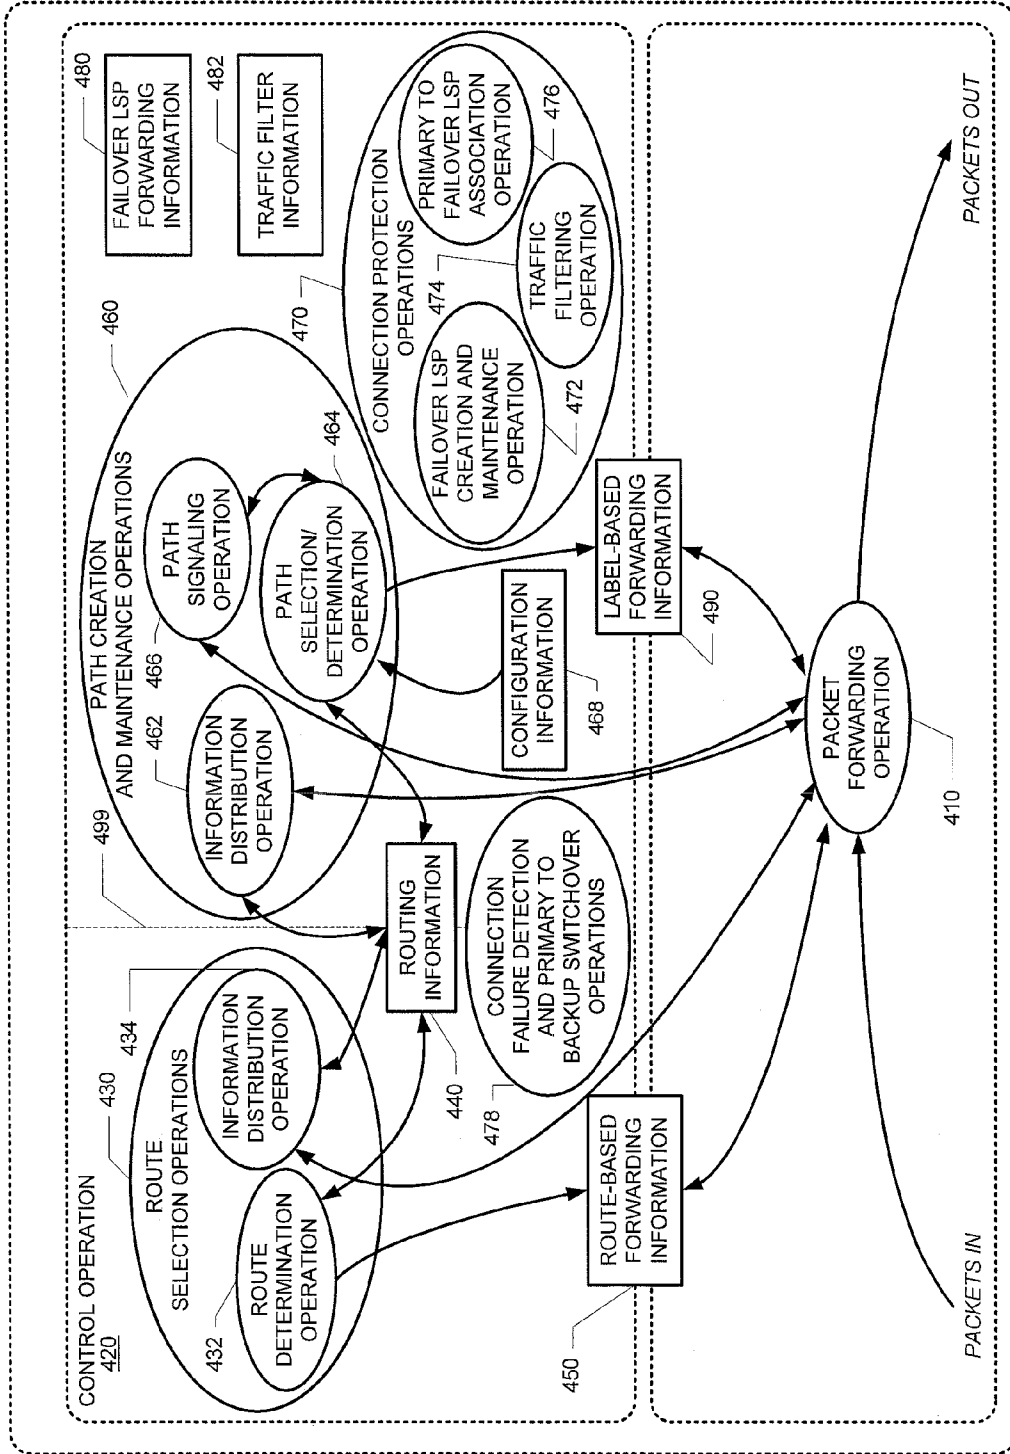 CONTROL OPERATION
420
ROUTE
SELECTION OPERATIONS
430
434
INFORMATION
DISTRIBUTION
OPERATION
ROUTE
DETERMINATION
OPERATION
432
499
PATH CREATION
AND MAINTENANCE OPERATIONS
460
462
INFORMATION
DISTRIBUTION
OPERATION
466
PATH
SIGNALING
OPERATION
PATH
SELECTION/
DETERMINATION
OPERATION
464
FAILOVER LSP
FORWARDING
INFORMATION
480
TRAFFIC FILTER
INFORMATION
482
ROUTING
INFORMATION
440
CONFIGURATION
INFORMATION
468
470
CONNECTION PROTECTION
OPERATIONS
FAILOVER LSP
CREATION AND
MAINTENANCE
OPERATION
472
474
TRAFFIC
FILTERING
OPERATION
PRIMARY TO
FAILOVER LSP
ASSOCIATION
OPERATION
476
CONNECTION
FAILURE DETECTION
AND PRIMARY TO
BACKUP SWITCHOVER
OPERATIONS
478
ROUTE-BASED
FORWARDING
INFORMATION
450
LABEL-BASED
FORWARDING
INFORMATION
490
PACKET
FORWARDING
OPERATION
410
PACKETS IN
PACKETS OUT